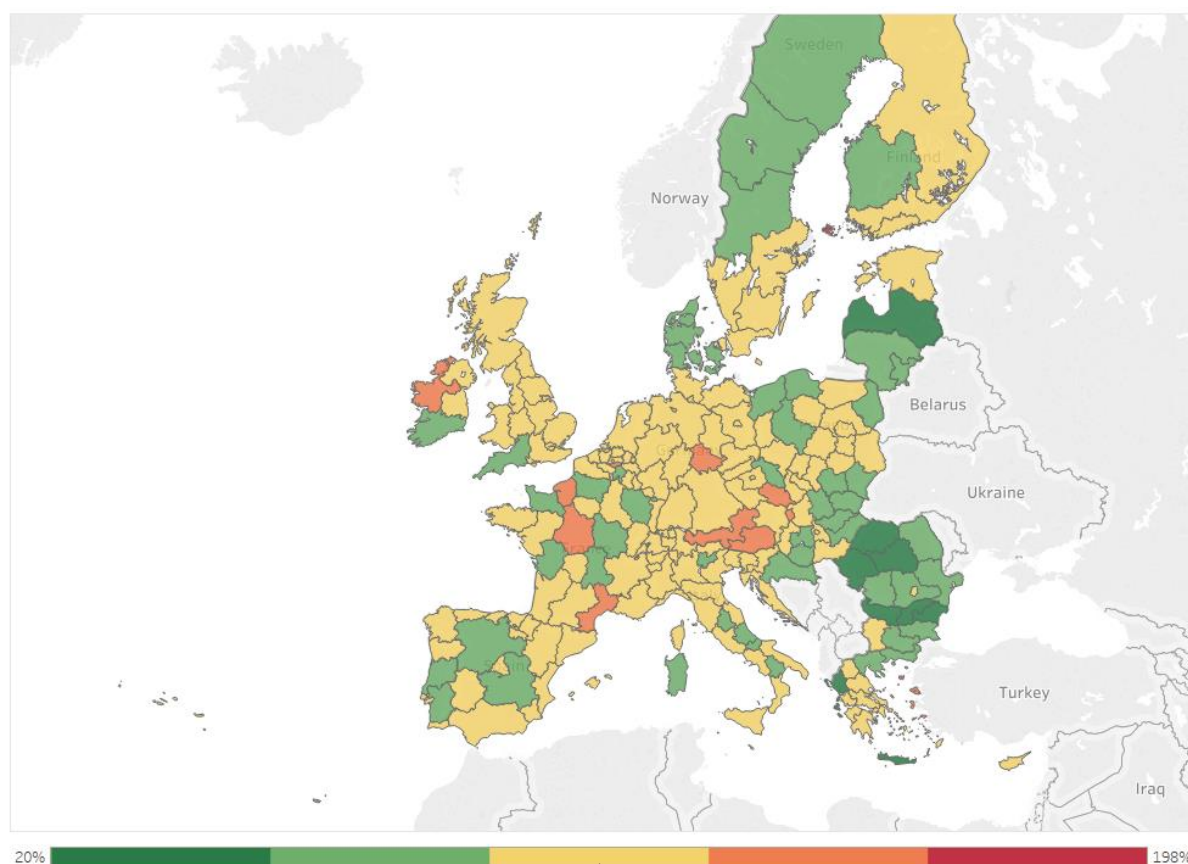 Sweden
Finland
Norway
Belarus
Ukraine
Turkey
Iraq
20%
198%